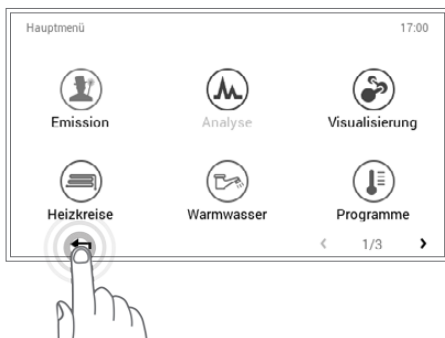 Hauptmenü 17:00
Emission Analyse Visualisierung
Heizkreise Warmwasser Programme
1/3